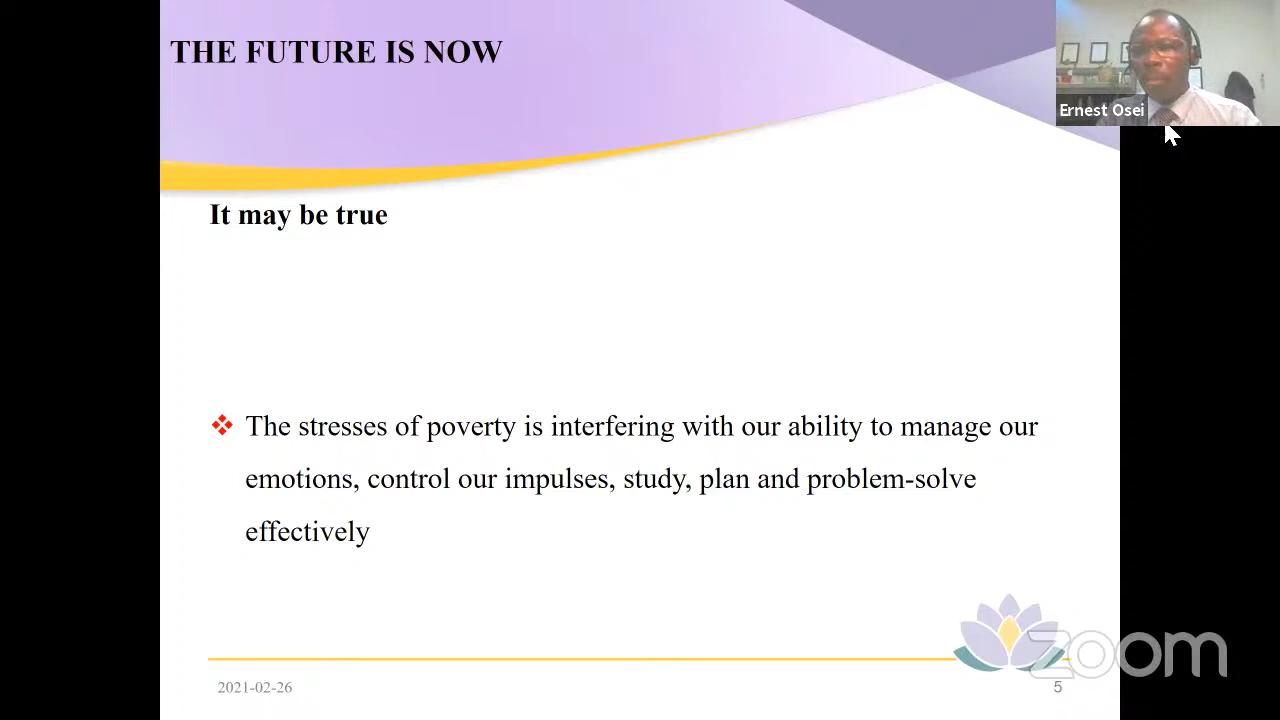 THE FUTURE IS NOW
Ernest Osei
It may be true
The stresses of poverty is interfering with our ability to manage our
emotions, control our impulses, study, plan and problem-solve
effectively
zoom
2021-02-26
5